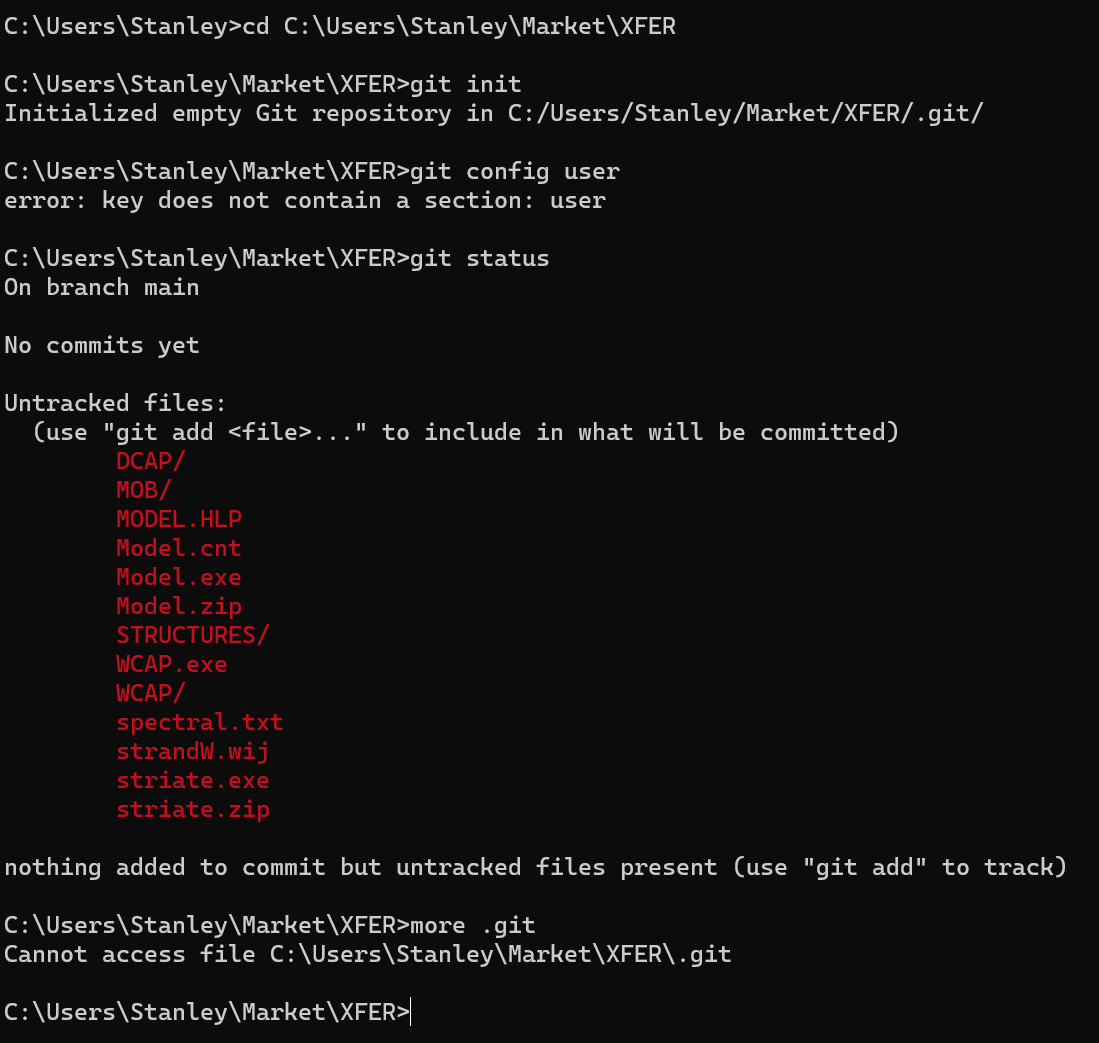 C:\Users\Stanley>cd C:\Users\Stanley\Market\XFER
C:\Users\Stanley\Market\XFER>git init
Initialized empty Git repository in C:/Users/Stanley/Market/XFER/.git/
C:\Users\Stanley\Market\XFER>git config user
error: key does not contain a section: user
C:\Users\Stanley\Market\XFER>git status
On branch main
No commits yet
Untracked files:
  (use "git add <file>..." to include in what will be committed)
        DCAP/
        MOB/
        MODEL.HLP
        Model.cnt
        Model.exe
        Model.zip
        STRUCTURES/
        WCAP.exe
        WCAP/
        spectral.txt
        strandW.wij
        striate.exe
        striate.zip
nothing added to commit but untracked files present (use "git add" to track)
C:\Users\Stanley\Market\XFER>more .git
Cannot access file C:\Users\Stanley\Market\XFER\.git
C:\Users\Stanley\Market\XFER>